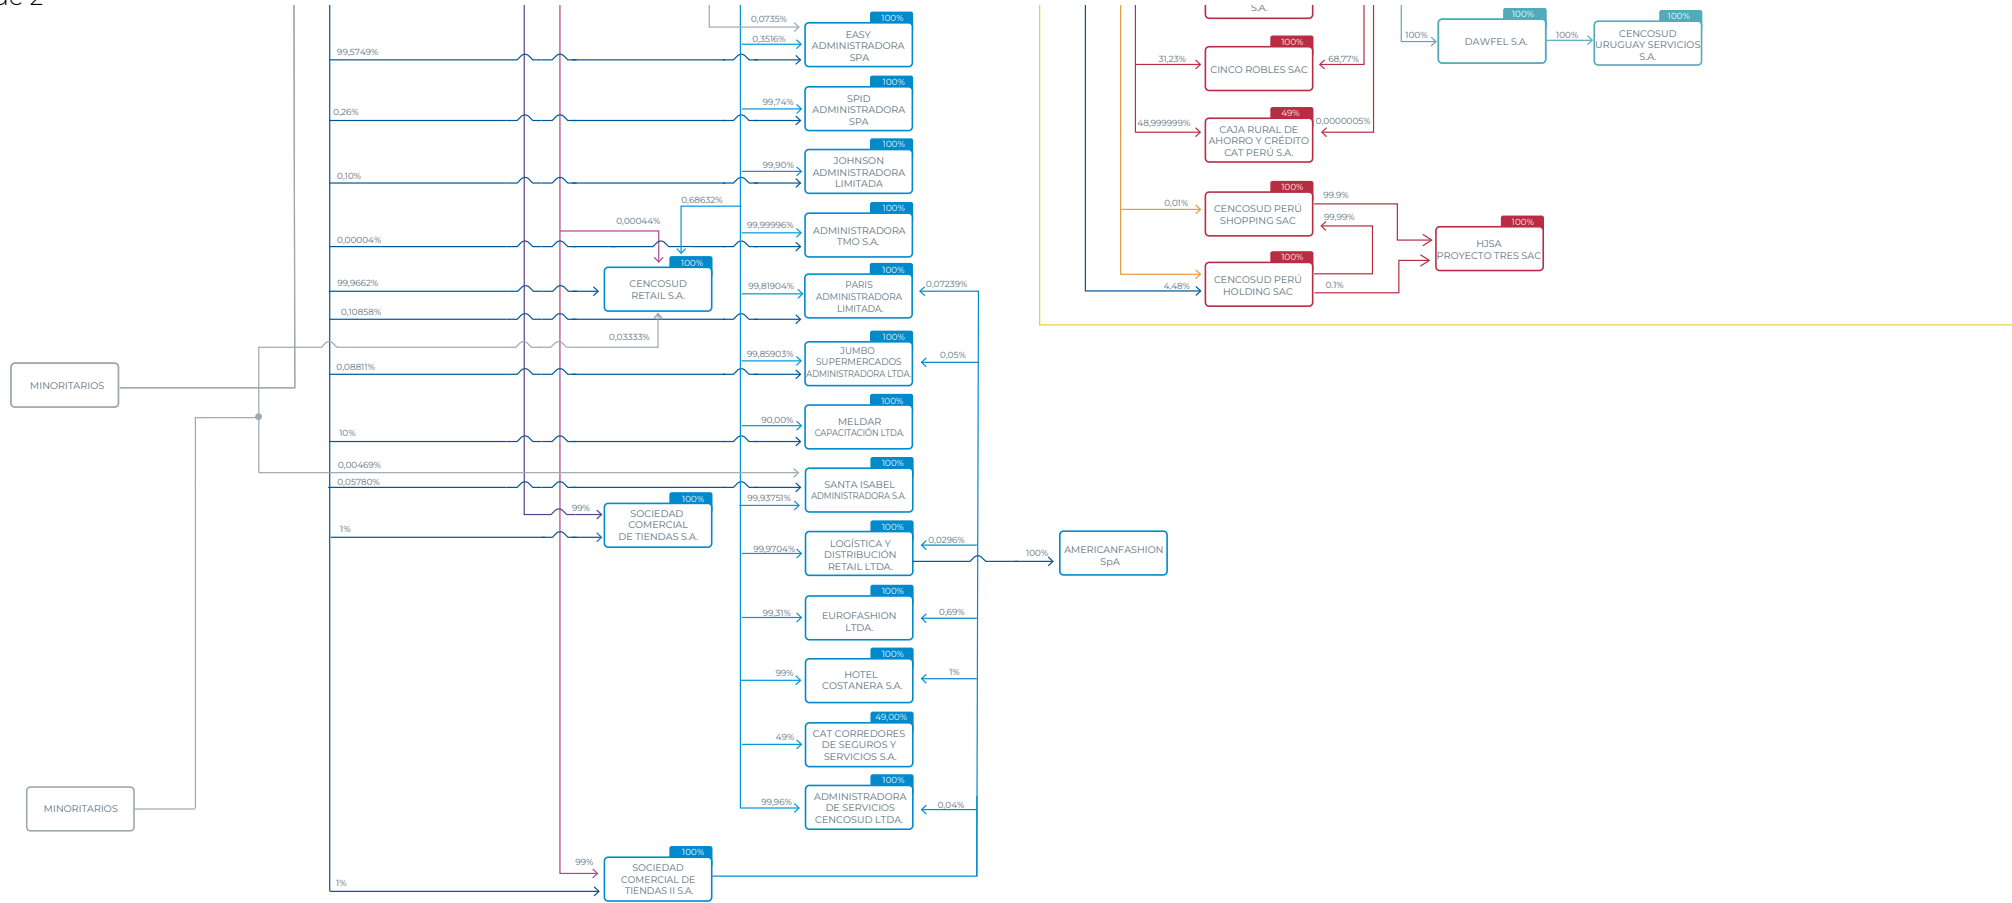 0,0735%
100%
EASY
ADMINISTRADORA
SPA
0,3516%
99,5749%
100%
SPID
ADMINISTRADORA
SPA
99,74%
0,26%
100%
JOHNSON
ADMINISTRADORA
LIMITADA
99,90%
0,10%
0,68632%
0,00044%
100%
ADMINISTRADORA
TMO S.A.
99,99996%
0,00004%
100%
CENCOSUD
RETAIL S.A.
99,9662%
0,03333%
100%
PARIS
ADMINISTRADORA
LIMITADA.
99,81904%
0,07239%
0,10858%
100%
JUMBO
SUPERMERCADOS
ADMINISTRADORA LTDA.
99,85903%
0,05%
0,08811%
MINORITARIOS
100%
MELDAR
CAPACITACIÓN LTDA.
90,00%
10%
100%
SANTA ISABEL
ADMINISTRADORA S.A.
0,00469%
0,05780%
99,93751%
100%
SOCIEDAD
COMERCIAL
DE TIENDAS S.A.
99%
1%
100%
LOGÍSTICA Y
DISTRIBUCIÓN
RETAIL LTDA.
99,9704%
0,0296%
100%
AMERICANFASHION
SpA
100%
EUROFASHION
LTDA.
99,31%
0,69%
100%
HOTEL
COSTANERA S.A.
99%
1%
49,00%
CAT CORREDORES
DE SEGUROS Y
SERVICIOS S.A.
49%
100%
ADMINISTRADORA
DE SERVICIOS
CENCOSUD LTDA.
99,96%
0,04%
MINORITARIOS
100%
SOCIEDAD
COMERCIAL DE
TIENDAS II S.A.
99%
1%
S.A.
100%
CINCO ROBLES SAC
31,23%
68,77%
49%
CAJA RURAL DE
AHORRO Y CRÉDITO
CAT PERÚ S.A.
48,999999%
0,0000005%
100%
CENCOSUD PERÚ
SHOPPING SAC
0,01%
99.9%
99,99%
100%
CENCOSUD PERÚ
HOLDING SAC
4,48%
0.1%
100%
HJSA
PROYECTO TRES SAC
100%
100%
DAWFEL S.A.
100%
100%
CENCOSUD
URUGUAY SERVICIOS
S.A.